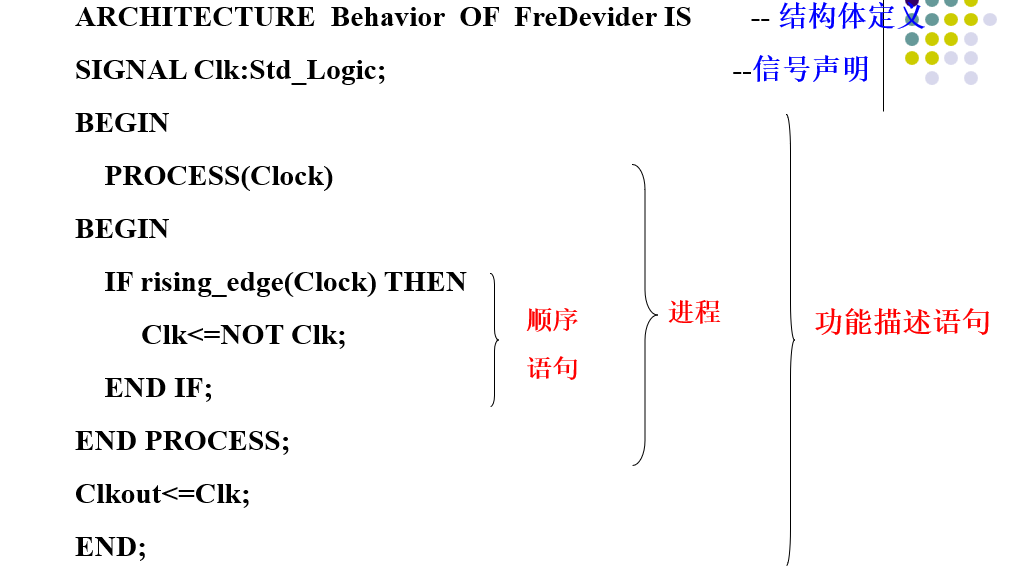 ARCHITECTURE Behavior OF FreDevider IS -- 结构体定义
SIGNAL Clk:Std_Logic; --信号声明
BEGIN
PROCESS(Clock)
BEGIN
IF rising_edge(Clock) THEN
Clk<=NOT Clk;
END IF;
END PROCESS;
Clkout<=Clk;
END;
顺序
语句
进程
功能描述语句